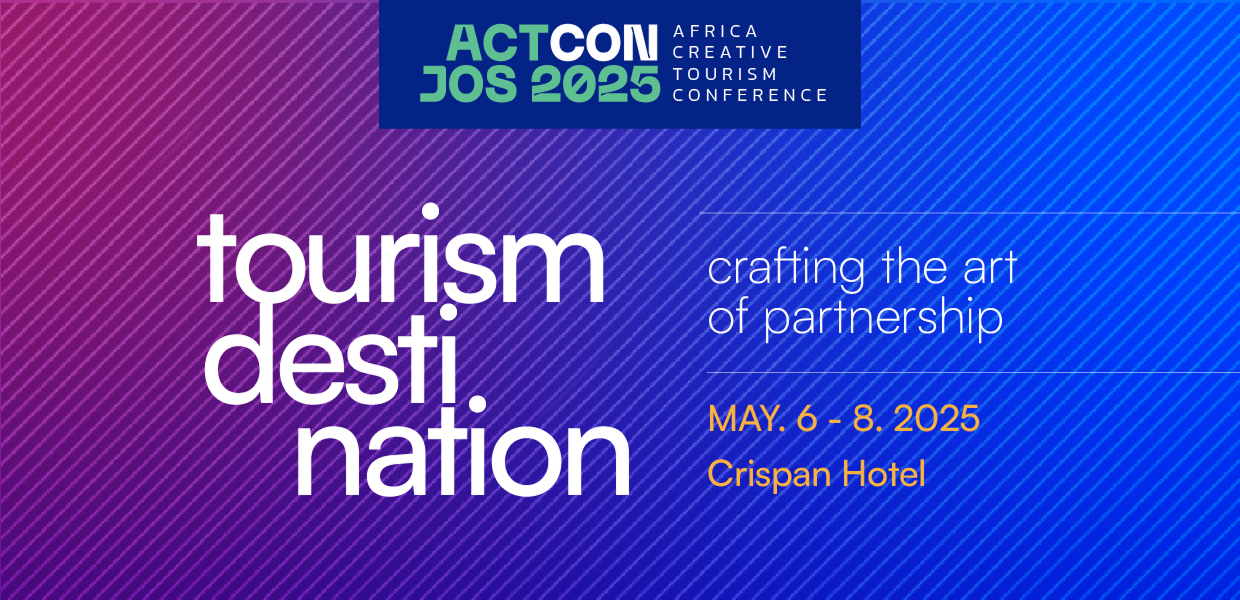 ACTCON
JOS 2025
AFRICA
CREATIVE
TOURISM
CONFERENCE
tourism
desti
nation
crafting the art
of partnership
MAY. 6 - 8. 2025
Crispan Hotel